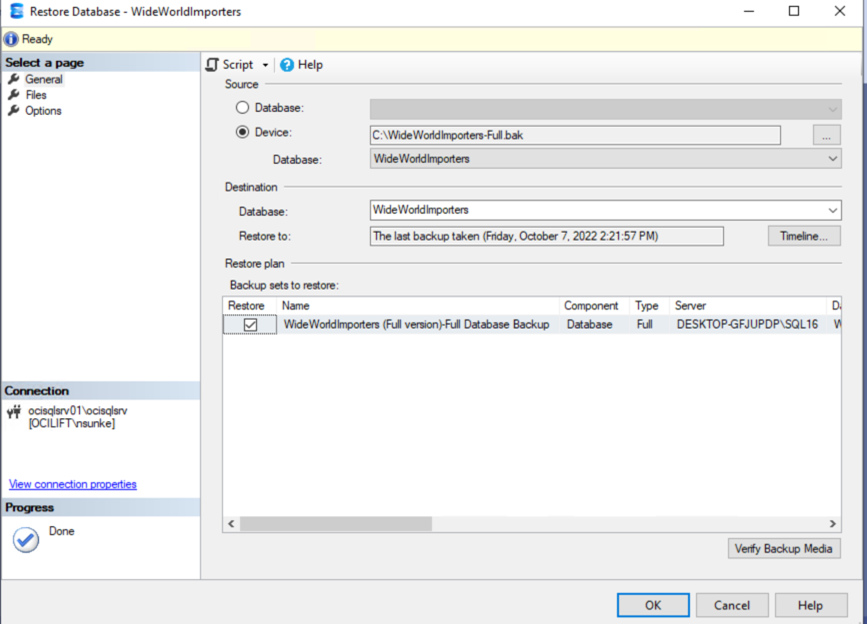 Restore Database - WideWorldImporters
Ready
Select a page
General
Files
Options
Script
Help
Source
Database:
Device:
C:\WideWorldImporters-Full.bak
...
Database:
WideWorldImporters
Destination
Database:
WideWorldImporters
Restore to:
The last backup taken (Friday, October 7, 2022 2:21:57 PM)
Timeline...
Restore plan
Backup sets to restore:
Restore Name Component Type Server Da
WideWorldImporters (Full version)-Full Database Backup Database Full DESKTOP-GFJUPDP\SQL16 W
Connection
ocisqlsrv01\ocisqlsrv
[OCILIFT\nsunke]
View connection properties
Progress
Done
Verify Backup Media
OK Cancel Help